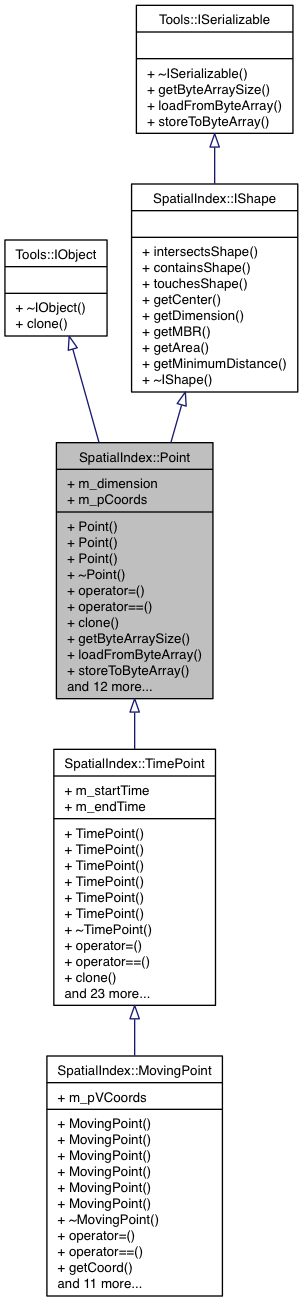 Tools::ISerializable
+ ~ISerializable()
+ getByteArraySize()
+ loadFromByteArray()
+ storeToByteArray()
SpatialIndex::IShape
+ intersectsShape()
+ containsShape()
+ touchesShape()
+ getCenter()
+ getDimension()
+ getMBR()
+ getArea()
+ getMinimumDistance()
+ ~IShape()
Tools::IObject
+ ~IObject()
+ clone()
SpatialIndex::Point
+ m_dimension
+ m_pCoords
+ Point()
+ Point()
+ Point()
+ ~Point()
+ operator=()
+ operator==()
+ clone()
+ getByteArraySize()
+ loadFromByteArray()
+ storeToByteArray()
and 12 more...
SpatialIndex::TimePoint
+ m_startTime
+ m_endTime
+ TimePoint()
+ TimePoint()
+ TimePoint()
+ TimePoint()
+ TimePoint()
+ TimePoint()
+ ~TimePoint()
+ operator=()
+ operator==()
+ clone()
and 23 more...
SpatialIndex::MovingPoint
+ m_pVCoords
+ MovingPoint()
+ MovingPoint()
+ MovingPoint()
+ MovingPoint()
+ MovingPoint()
+ MovingPoint()
+ ~MovingPoint()
+ operator=()
+ operator==()
+ getCoord()
and 11 more...